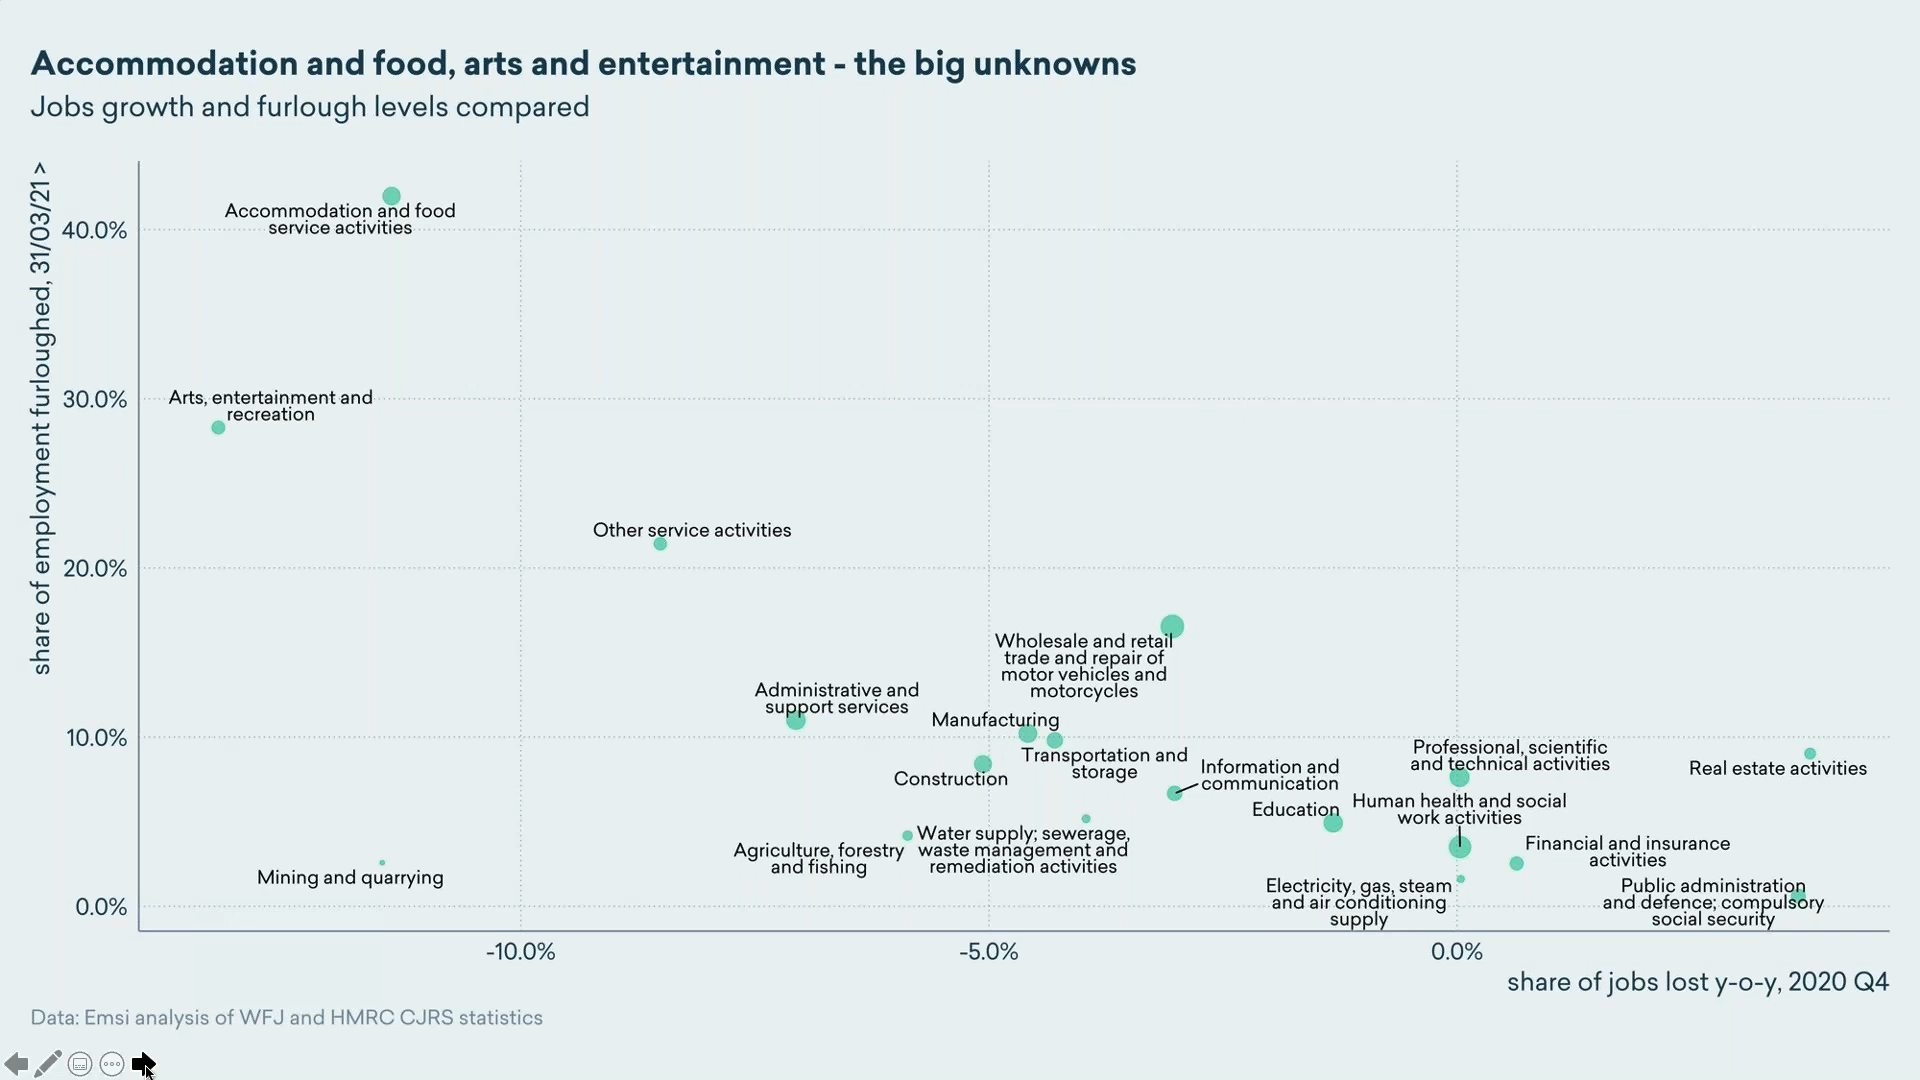 Accommodation and food, arts and entertainment - the big unknowns
Jobs growth and furlough levels compared
share of employment furloughed, 31/03/21 >
40.0%
30.0%
20.0%
10.0%
0.0%
Accommodation and food
service activities
Arts, entertainment and
recreation
Other service activities
Wholesale and retail
trade and repair of
motor vehicles and
motorcycles
Administrative and
support services
Manufacturing
Transportation and
storage
Construction
Information and
communication
Professional, scientific
and technical activities
Real estate activities
Education
Human health and social
work activities
Water supply; sewerage,
waste management and
remediation activities
Agriculture, forestry
and fishing
Financial and insurance
activities
Mining and quarrying
Electricity, gas, steam
and air conditioning
supply
Public administration
and defence; compulsory
social security
-10.0%
-5.0%
0.0%
share of jobs lost y-o-y, 2020 Q4
Data: Emsi analysis of WFJ and HMRC CJRS statistics